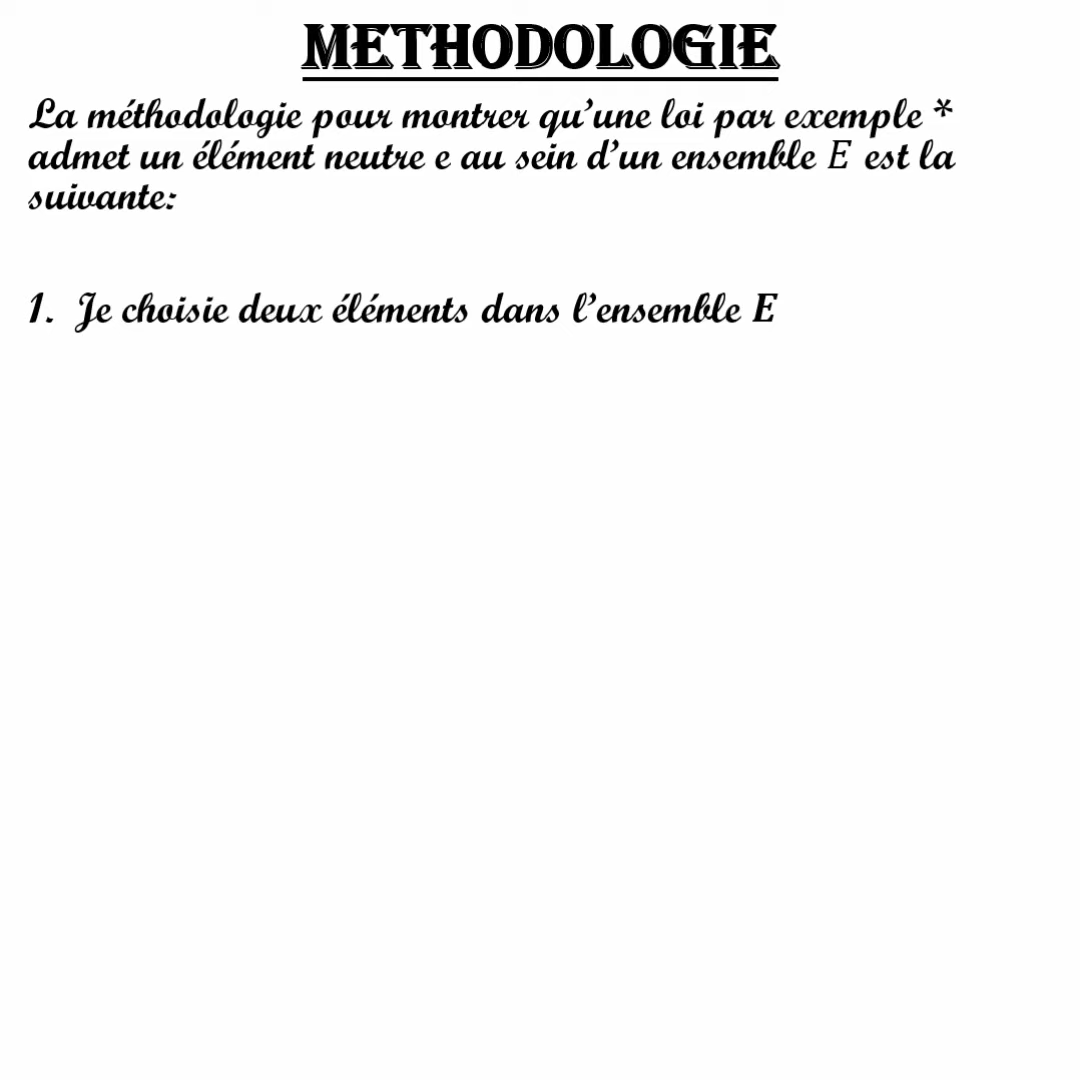 METHODOLOGIE
La méthodologie pour montrer qu’une loi par exemple *
admet un élément neutre e au sein d’un ensemble E est la
suivante:
1. Je choisie deux éléments dans l’ensemble E